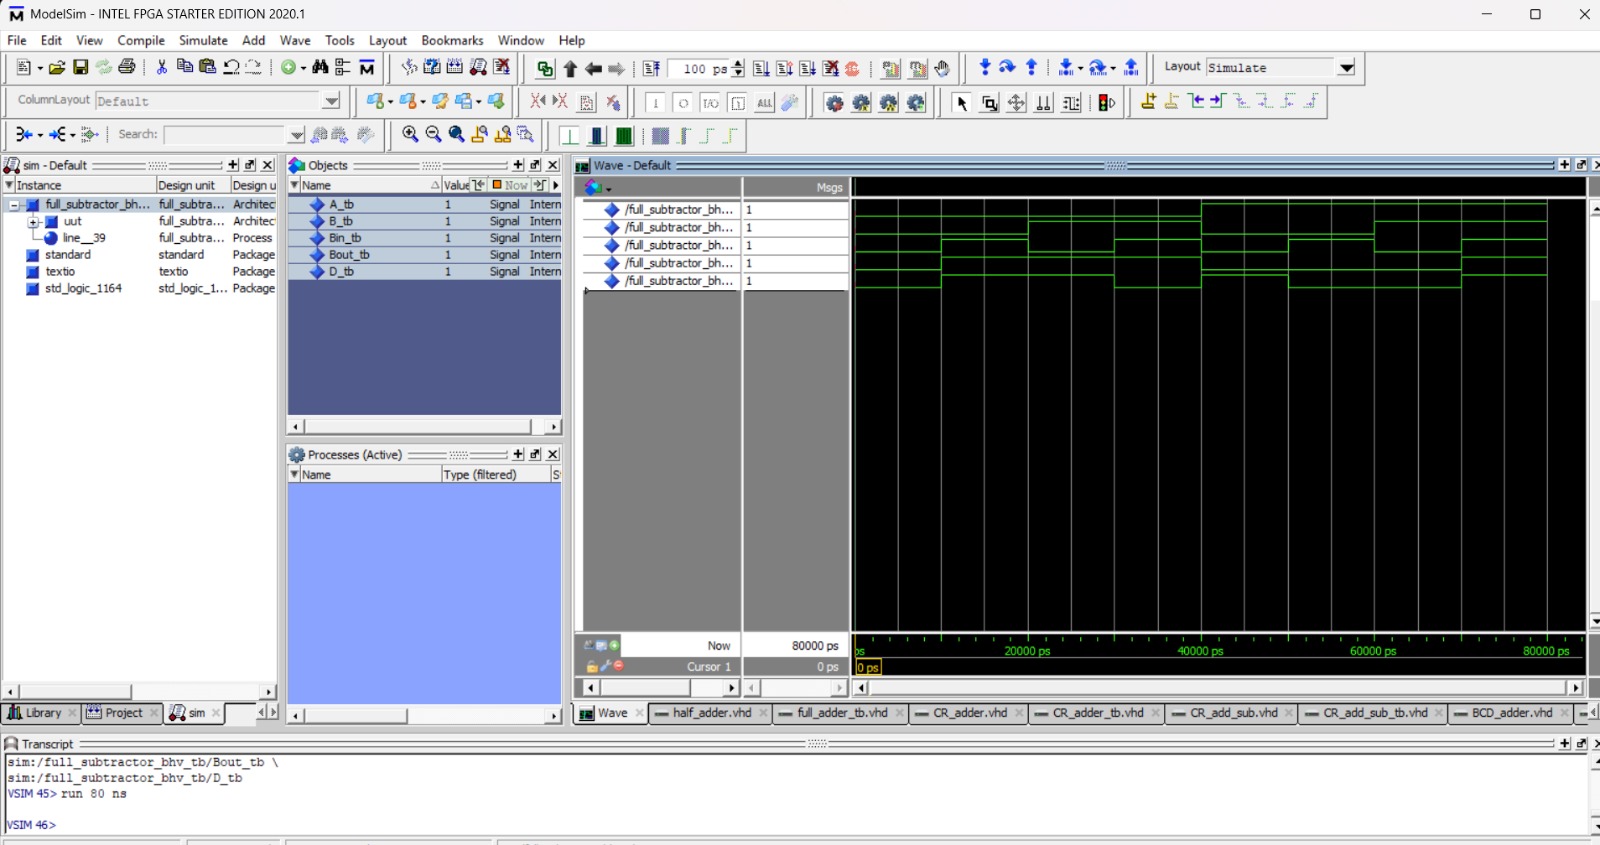 ModelSim - INTEL FPGA STARTER EDITION 2020.1
File Edit View Compile Simulate Add Wave Tools Layout Bookmarks Window Help
100 ps
Layout Simulate
ColumnLayout Default
ALL
Search:
sim - Default
Instance Design unit Design u
full_subtractor_bh... full_subtra... Architec
uut full_subtra... Architec
line__39 full_subtra... Process
standard standard Package
textio textio Package
std_logic_1164 std_logic_1... Package
Library Project sim
Objects
Name Value Now
A_tb 1 Signal Intern
B_tb 1 Signal Intern
Bin_tb 1 Signal Intern
Bout_tb 1 Signal Intern
D_tb 1 Signal Intern
Processes (Active)
Name Type (filtered) S
Wave - Default
Msgs
/full_subtractor_bh... 1
/full_subtractor_bh... 1
/full_subtractor_bh... 1
/full_subtractor_bh... 1
/full_subtractor_bh... 1
Now 80000 ps
ps 20000 ps 40000 ps 60000 ps 80000 ps
Cursor 1 0 ps
0 ps
Wave half_adder.vhd full_adder_tb.vhd CR_adder.vhd CR_adder_tb.vhd CR_add_sub.vhd CR_add_sub_tb.vhd BCD_adder.vhd
Transcript
sim:/full_subtractor_bhv_tb/Bout_tb \
sim:/full_subtractor_bhv_tb/D_tb
VSIM 45> run 80 ns
VSIM 46>